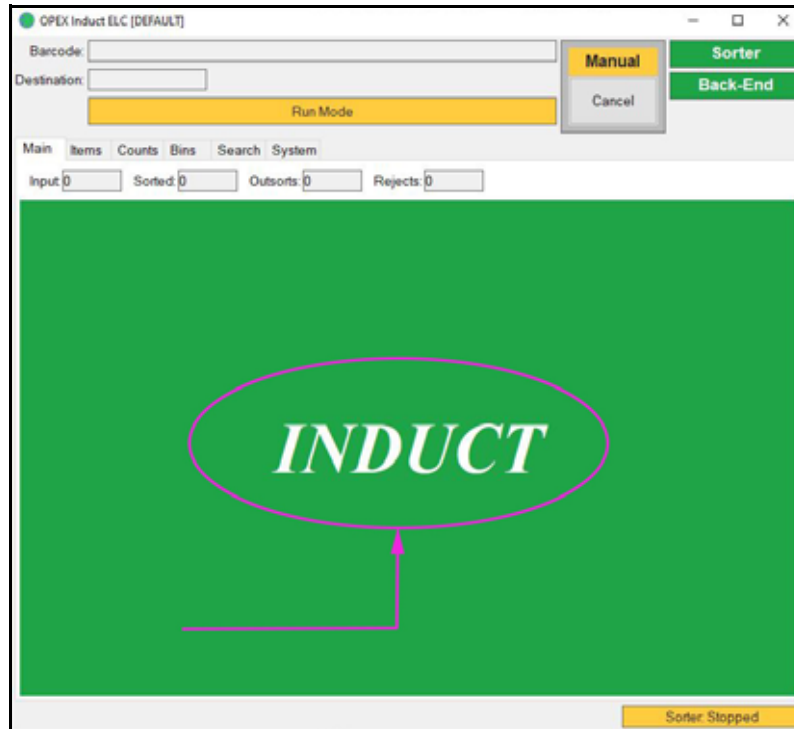 OPEX Induct ELC [DEFAULT]
Barcode:
Manual
Sorter
Destination:
Back-End
Cancel
Run Mode
Main Items Counts Bins Search System
Input: 0 Sorted: 0 Outsorts: 0 Rejects: 0
INDUCT
Sorter: Stopped